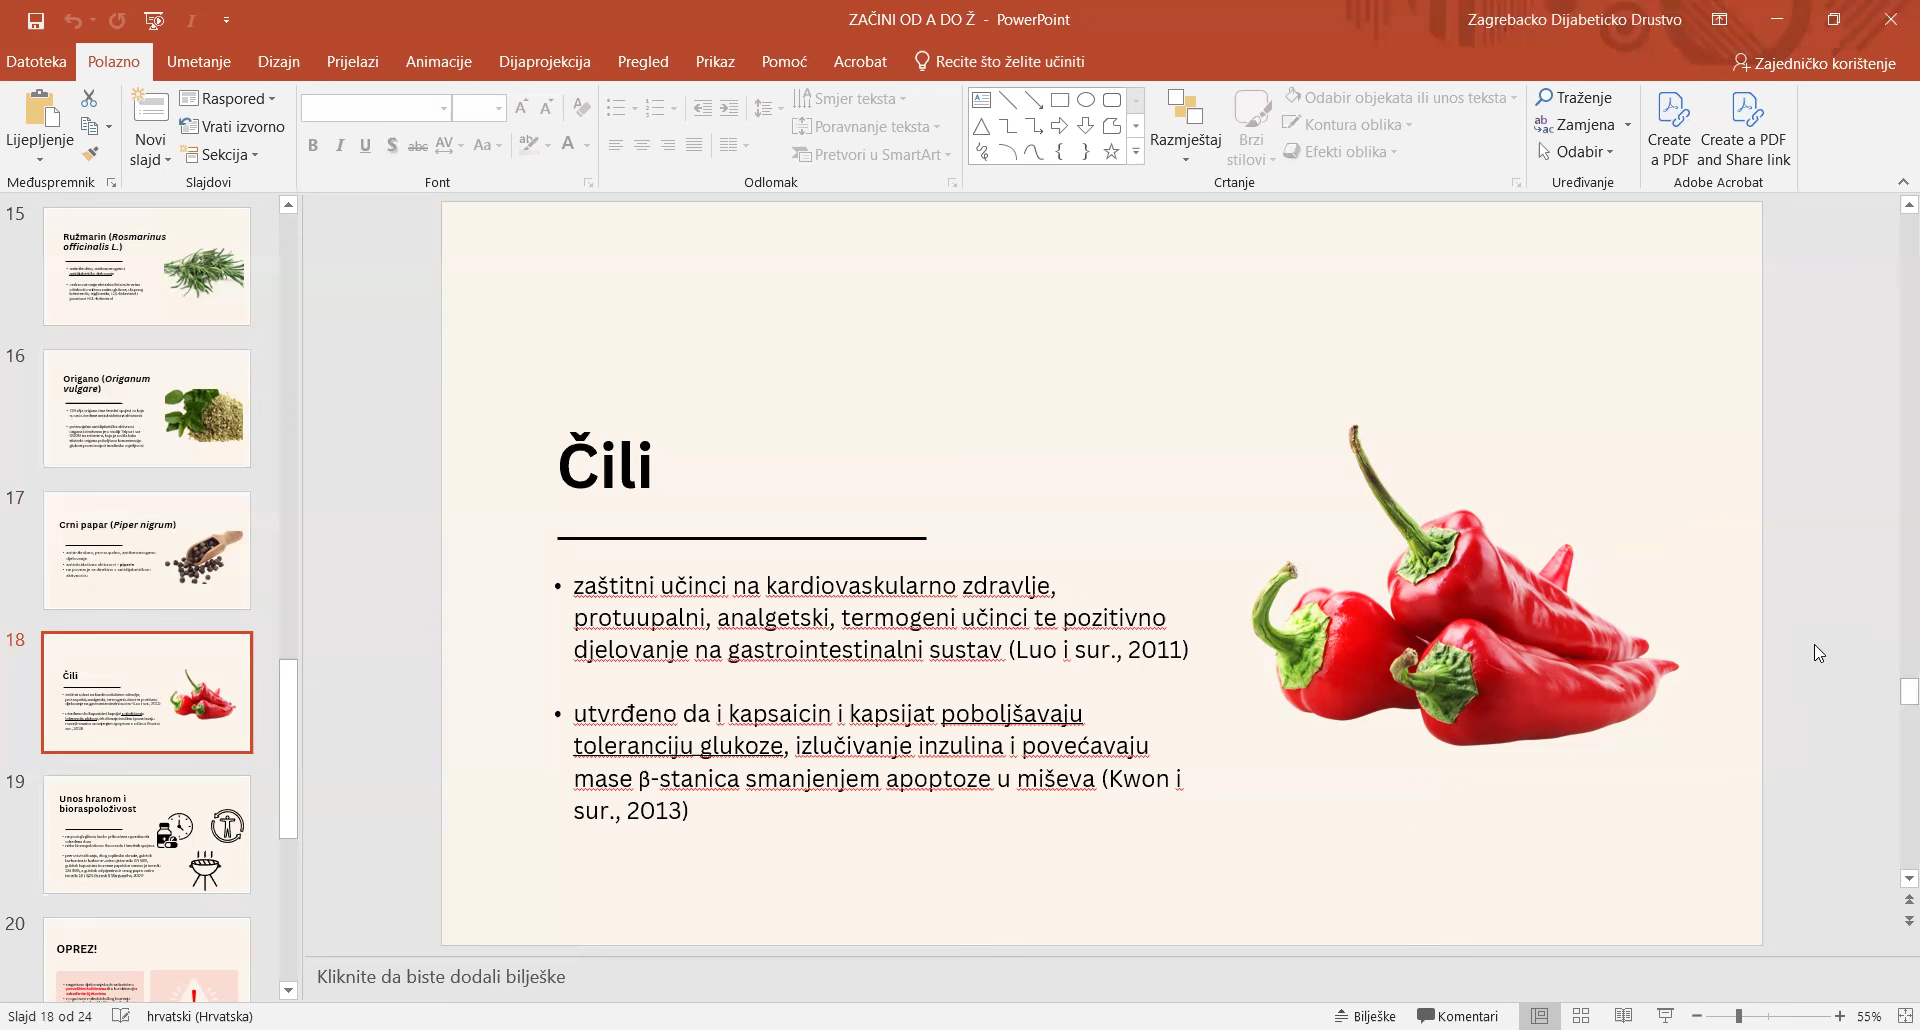 ZAČINI OD A DO Ž - PowerPoint
Zagrebacko Dijabeticko Drustvo
Datoteka Polazno Umetanje Dizajn Prijelazi Animacije Dijaprojekcija Pregled Prikaz Pomoć Acrobat Recite što želite učiniti
Zajedničko korištenje
Lijepljenje
Međuspremnik
Novi
slajd
Raspored
Vrati izvorno
Sekcija
Slajdovi
Font
Smjer teksta
Poravnanje teksta
Pretvori u SmartArt
Odlomak
Razmještaj
Brzi
stilovi
Odabir objekata ili unos teksta
Kontura oblika
Efekti oblika
Crtanje
Traženje
Zamjena
Odabir
Uređivanje
Create
a PDF
Create a PDF
and Share link
Adobe Acrobat
15
Ružmarin (Rosmarinus
officinalis L.)
16
Origano (Origanum
vulgare)
17
Crni papar (Piper nigrum)
18
Čili
19
Unos hranom i
bioraspoloživost
20
OPREZ!
Čili
• zaštitni učinci na kardiovaskularno zdravlje,
protuupalni, analgetski, termogeni učinci te pozitivno
djelovanje na gastrointestinalni sustav (Luo i sur., 2011)
• utvrđeno da i kapsaicin i kapsijat poboljšavaju
toleranciju glukoze, izlučivanje inzulina i povećavaju
mase β-stanica smanjenjem apoptoze u miševa (Kwon i
sur., 2013)
Kliknite da biste dodali bilješke
Slajd 18 od 24
hrvatski (Hrvatska)
Bilješke
Komentari
55%